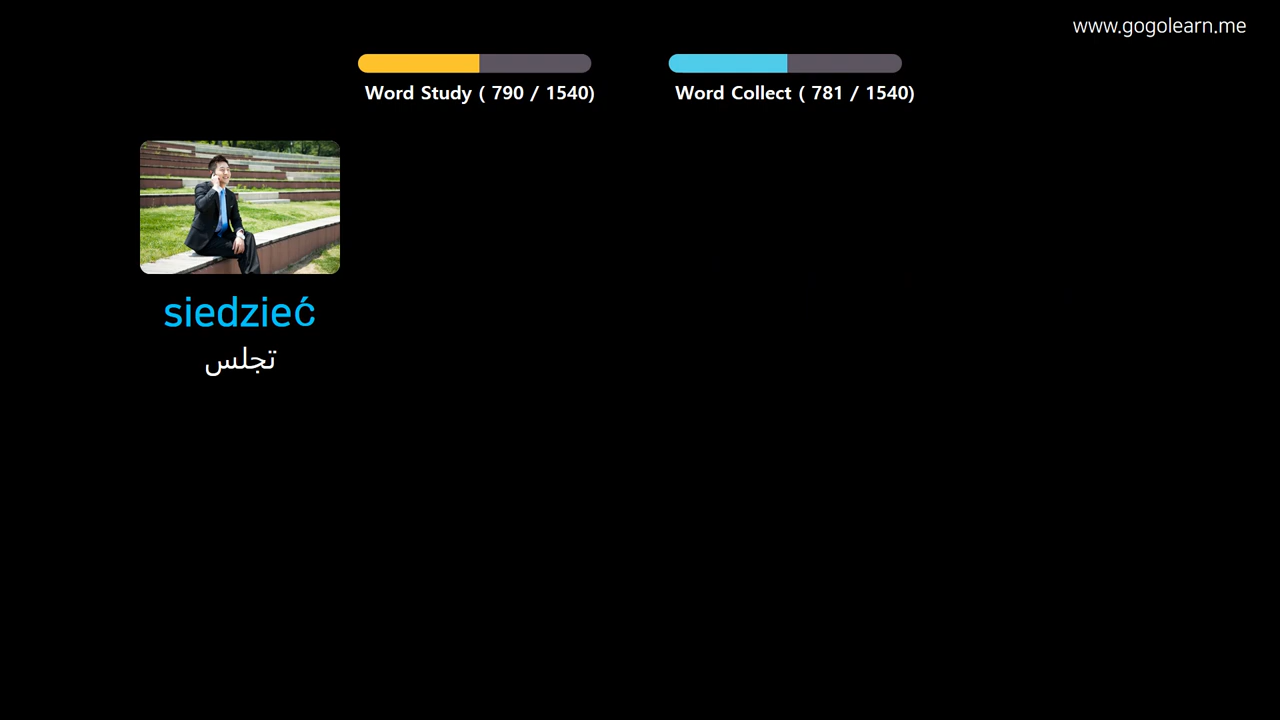 www.gogolearn.me
Word Study ( 790 / 1540)
Word Collect ( 781 / 1540)
siedzieć
تجلس